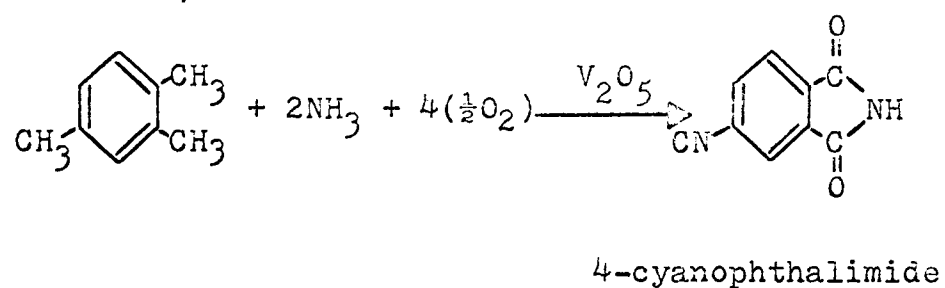 CH₃ + 2NH₃ + 4(½O₂) V₂O₅ O
CH₃ CH₃ CN C NH
C
O
4-cyanophthalimide